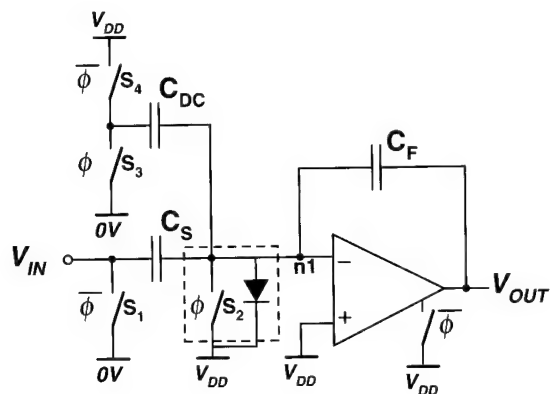 V_DD
φ̅ S₄
C_DC
φ S₃
C_F
0V
C_S
V_IN
n1 −
φ̅ S₁
φ S₂
V_OUT
+
φ̅
0V
V_DD
V_DD
V_DD